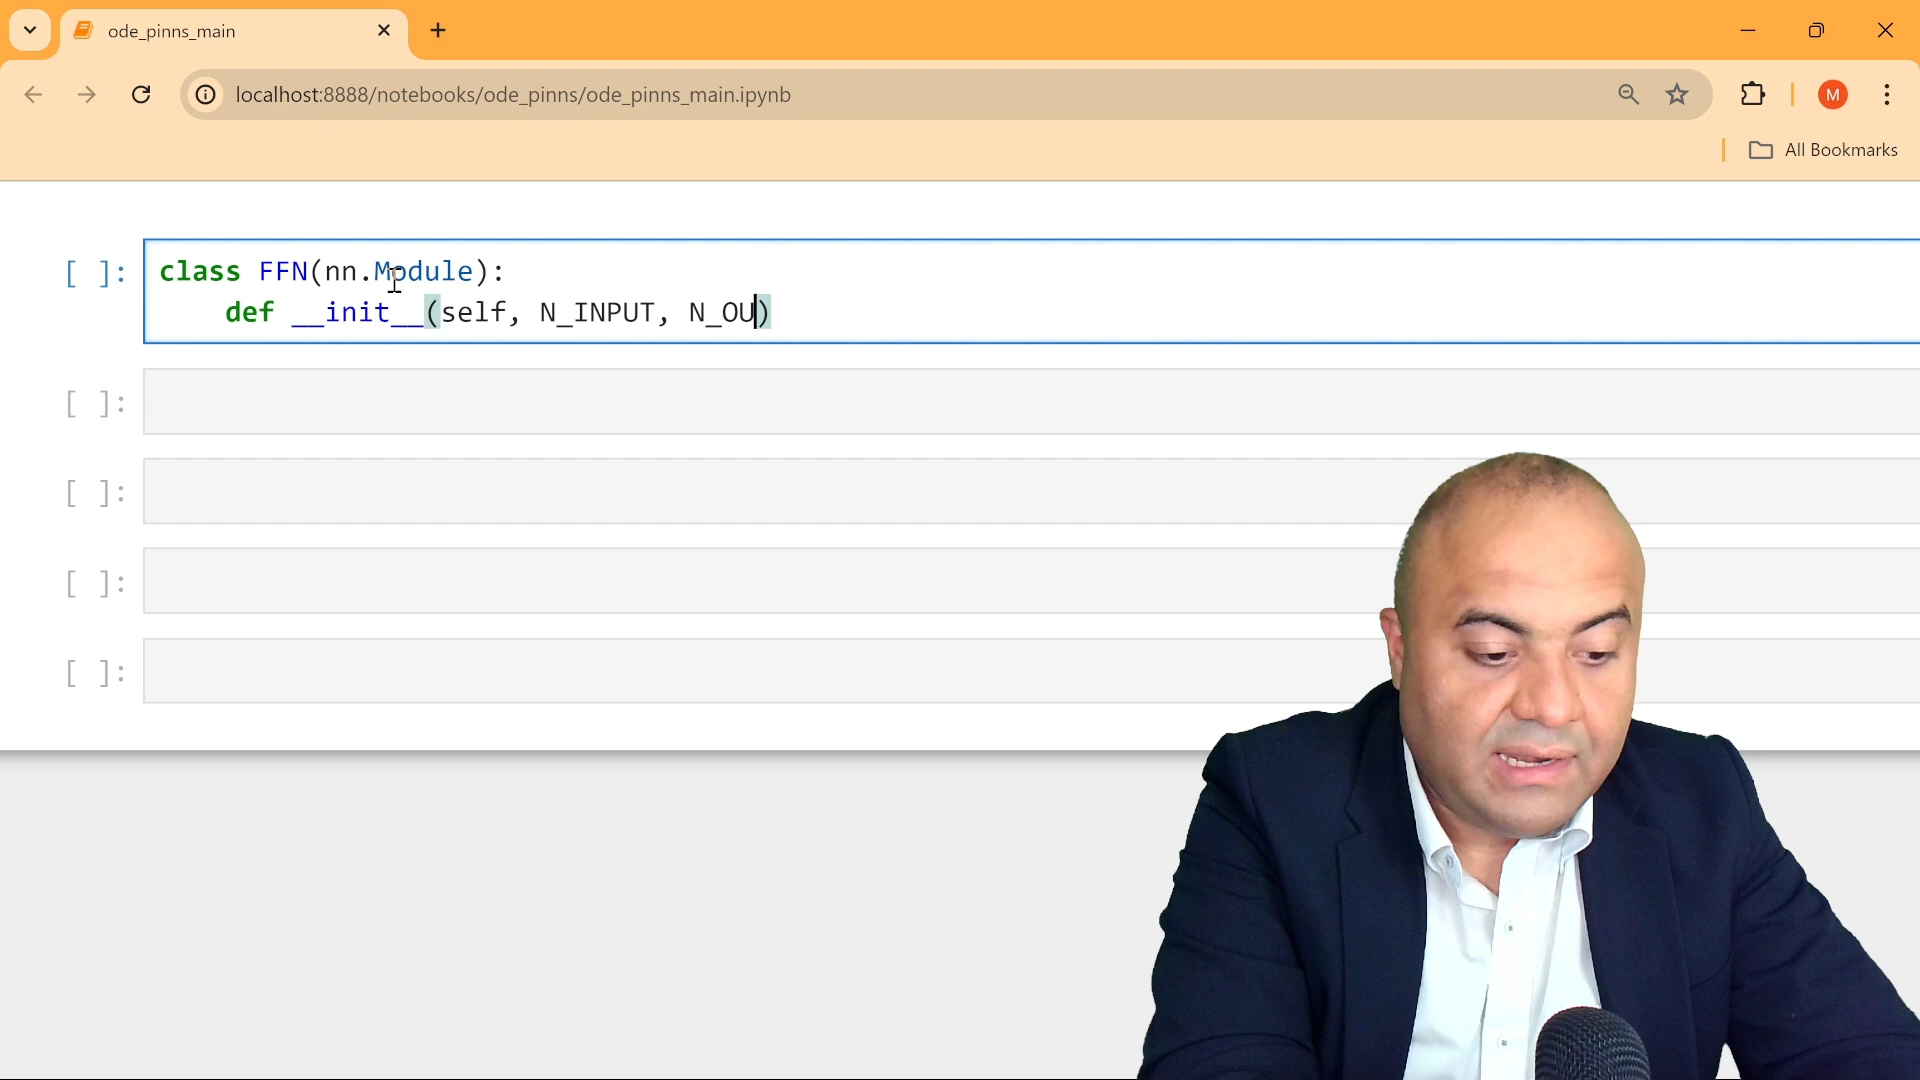 ode_pinns_main
localhost:8888/notebooks/ode_pinns/ode_pinns_main.ipynb
M
All Bookmarks
[ ]: class FFN(nn.Module):
def __init__(self, N_INPUT, N_OU)
[ ]:
[ ]:
[ ]:
[ ]: